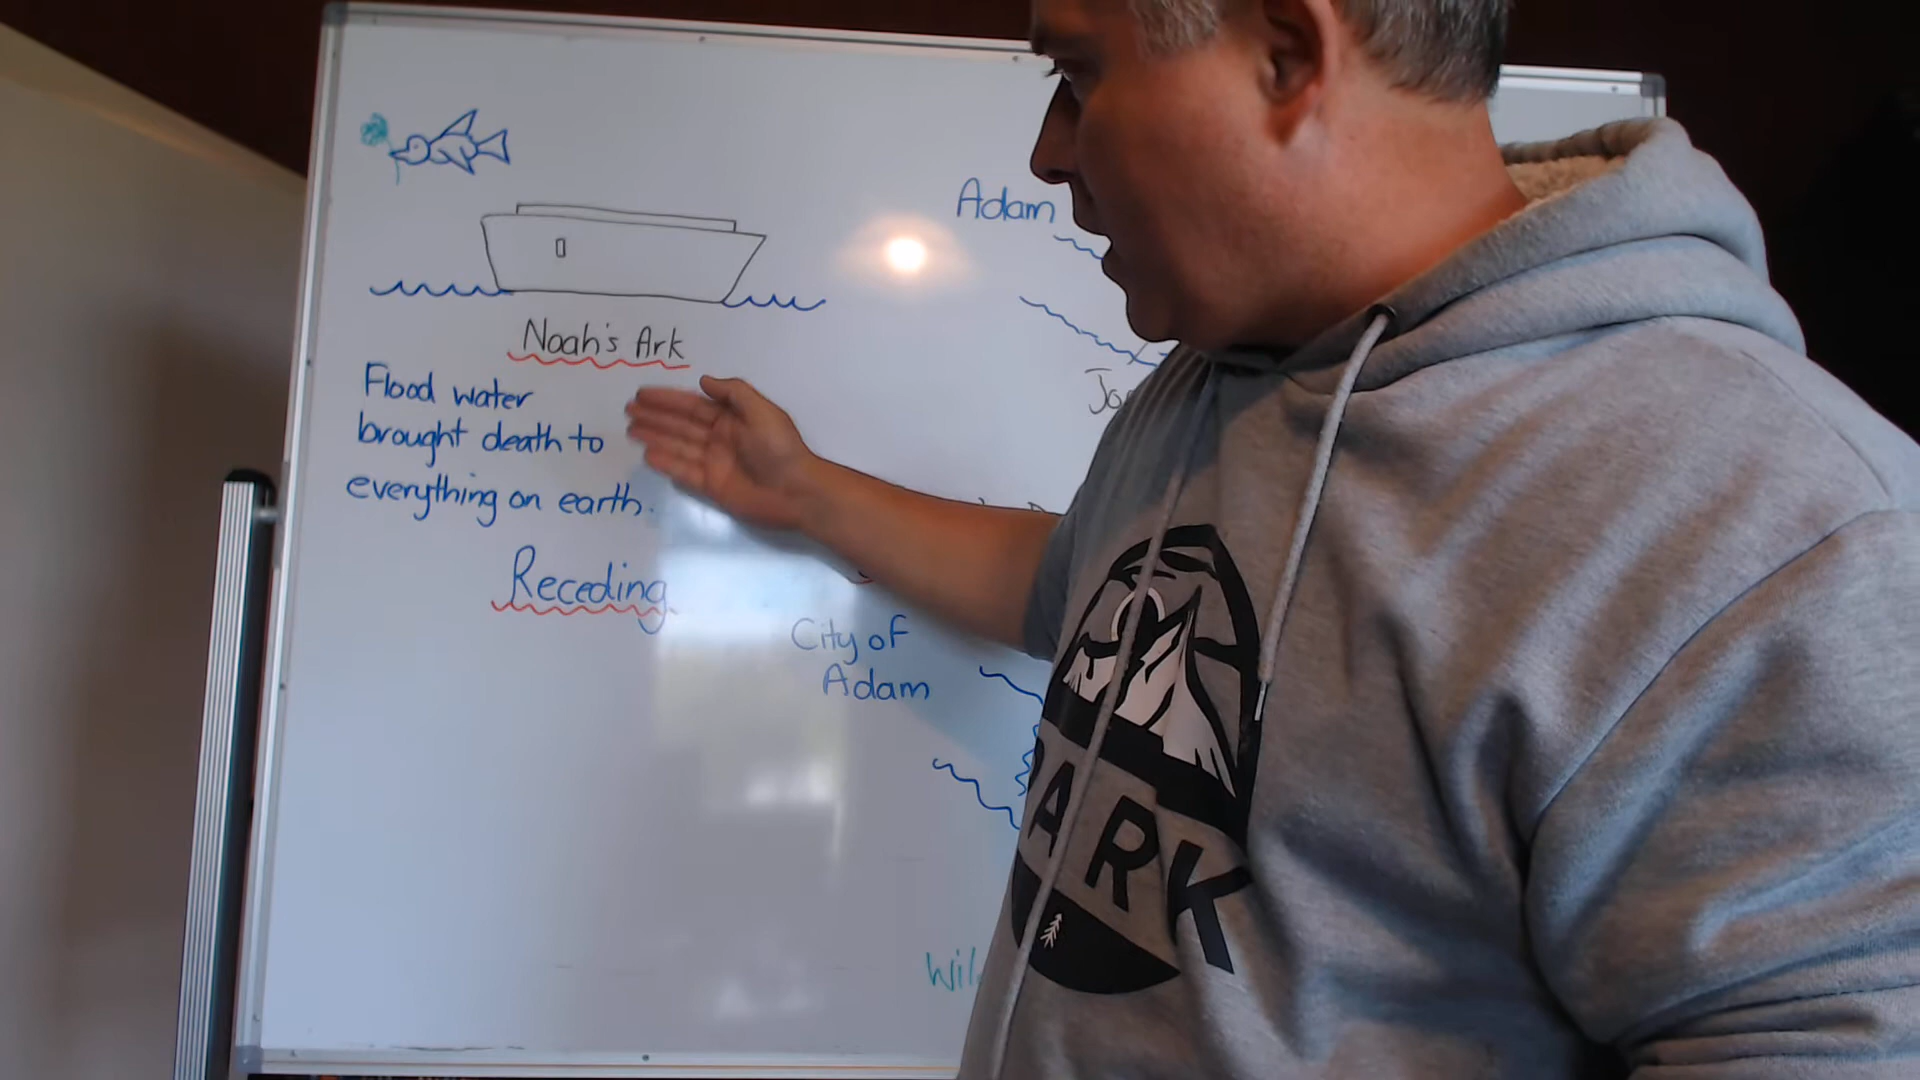 Adam
Noah's Ark
Flood water
brought death to
everything on earth.
Receding
City of
Adam
ARK